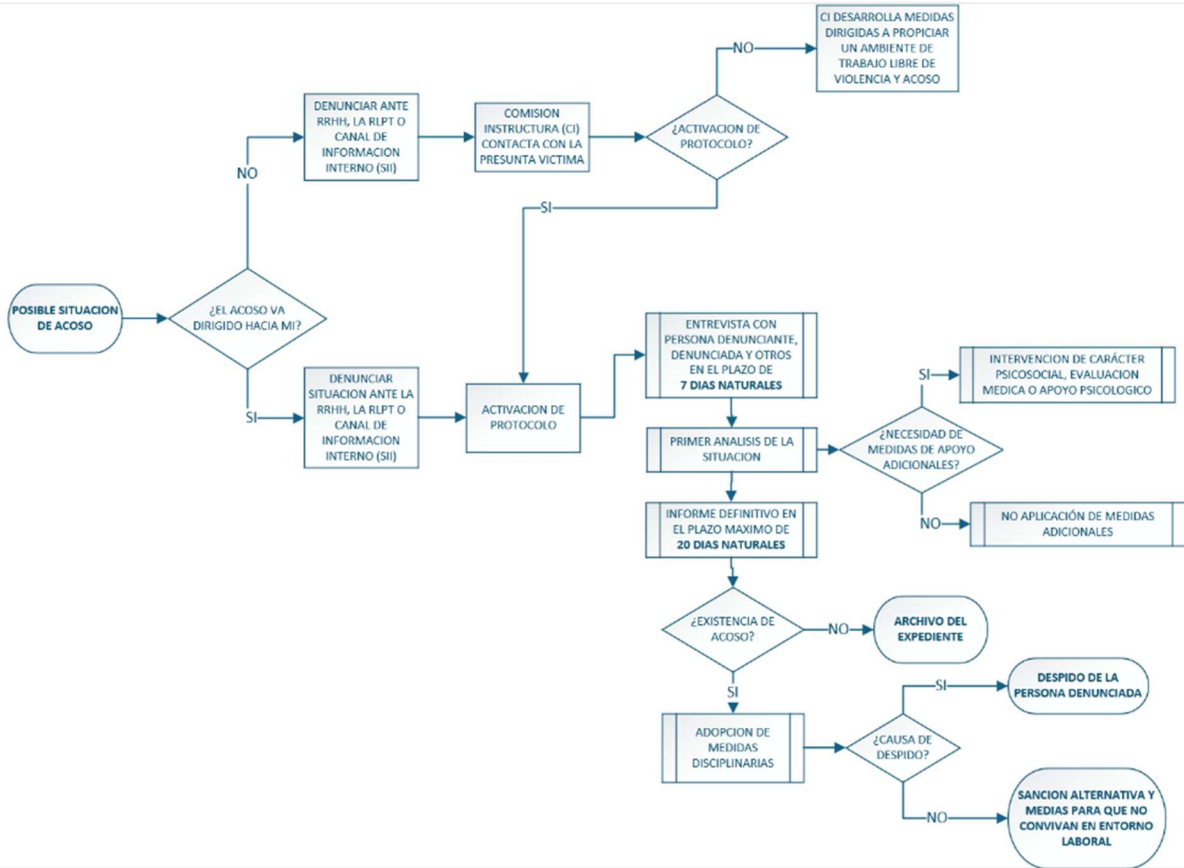 CI DESARROLLA MEDIDAS
DIRIGIDAS A PROPICIAR
UN AMBIENTE DE
TRABAJO LIBRE DE
VIOLENCIA Y ACOSO
NO
DENUNCIAR ANTE
RRHH, LA RLPT O
CANAL DE
INFORMACION
INTERNO (SII)
COMISION
INSTRUCTURA (CI)
CONTACTA CON LA
PRESUNTA VICTIMA
¿ACTIVACION DE
PROTOCOLO?
NO
SI
POSIBLE SITUACION
DE ACOSO
¿EL ACOSO VA
DIRIGIDO HACIA MI?
SI
DENUNCIAR
SITUACION ANTE LA
RRHH, LA RLPT O
CANAL DE
INFORMACION
INTERNO (SII)
ACTIVACION DE
PROTOCOLO
ENTREVISTA CON
PERSONA DENUNCIANTE,
DENUNCIADA Y OTROS
EN EL PLAZO DE
7 DIAS NATURALES
PRIMER ANALISIS DE LA
SITUACION
¿NECESIDAD DE
MEDIDAS DE APOYO
ADICIONALES?
SI
INTERVENCION DE CARÁCTER
PSICOSOCIAL, EVALUACION
MEDICA O APOYO PSICOLOGICO
NO
NO APLICACIÓN DE MEDIDAS
ADICIONALES
INFORME DEFINITIVO EN
EL PLAZO MAXIMO DE
20 DIAS NATURALES
¿EXISTENCIA DE
ACOSO?
NO
ARCHIVO DEL
EXPEDIENTE
SI
ADOPCION DE
MEDIDAS
DISCIPLINARIAS
¿CAUSA DE
DESPIDO?
SI
DESPIDO DE LA
PERSONA DENUNCIADA
NO
SANCION ALTERNATIVA Y
MEDIAS PARA QUE NO
CONVIVAN EN ENTORNO
LABORAL